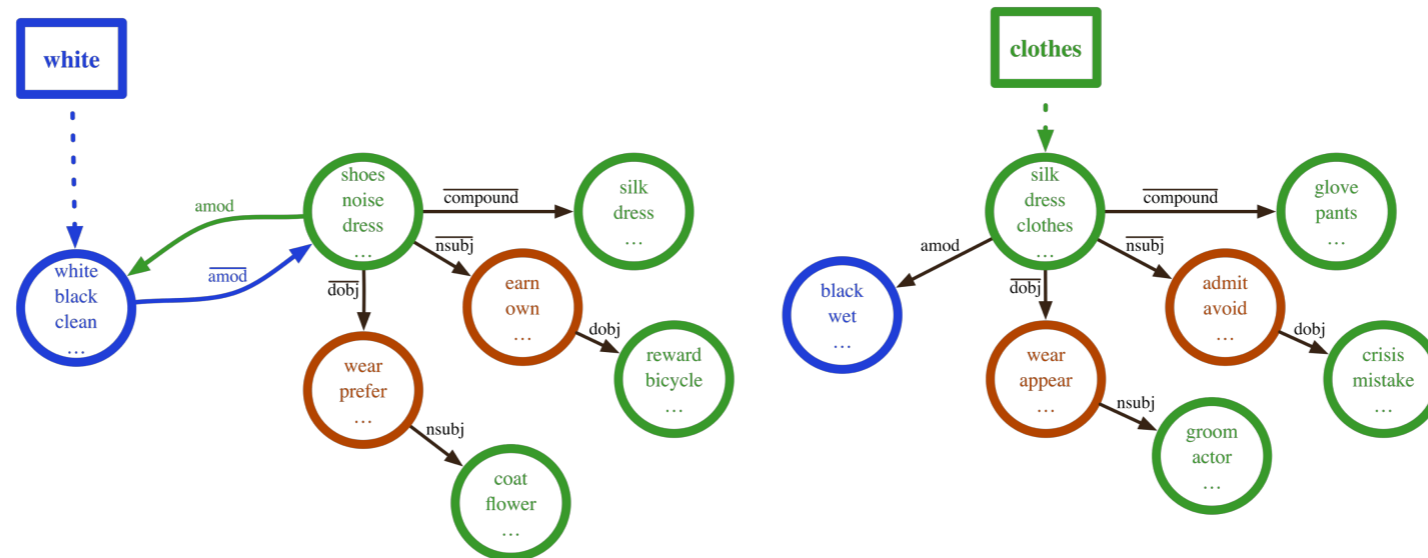 white
white
black
clean
...
amod
amod
shoes
noise
dress
...
compound
silk
dress
...
nsubj
earn
own
...
dobj
reward
bicycle
...
dobj
wear
prefer
...
nsubj
coat
flower
...
clothes
silk
dress
clothes
...
compound
glove
pants
...
amod
black
wet
...
nsubj
admit
avoid
...
dobj
crisis
mistake
...
dobj
wear
appear
...
nsubj
groom
actor
...